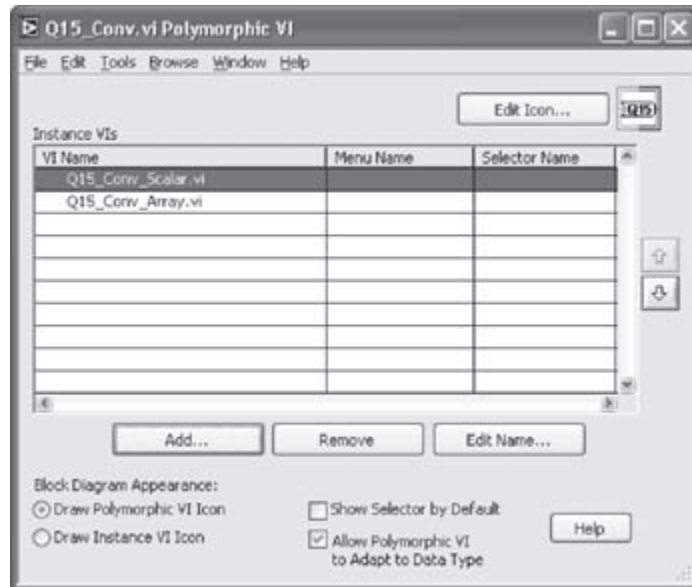 Q15_Conv.vi Polymorphic VI
File Edit Tools Browse Window Help
Edit Icon...
Q15
Instance VIs
VI Name Menu Name Selector Name
Q15_Conv_Scalar.vi
Q15_Conv_Array.vi
Add... Remove Edit Name...
Block Diagram Appearance:
Draw Polymorphic VI Icon
Draw Instance VI Icon
Show Selector by Default
Allow Polymorphic VI
to Adapt to Data Type
Help